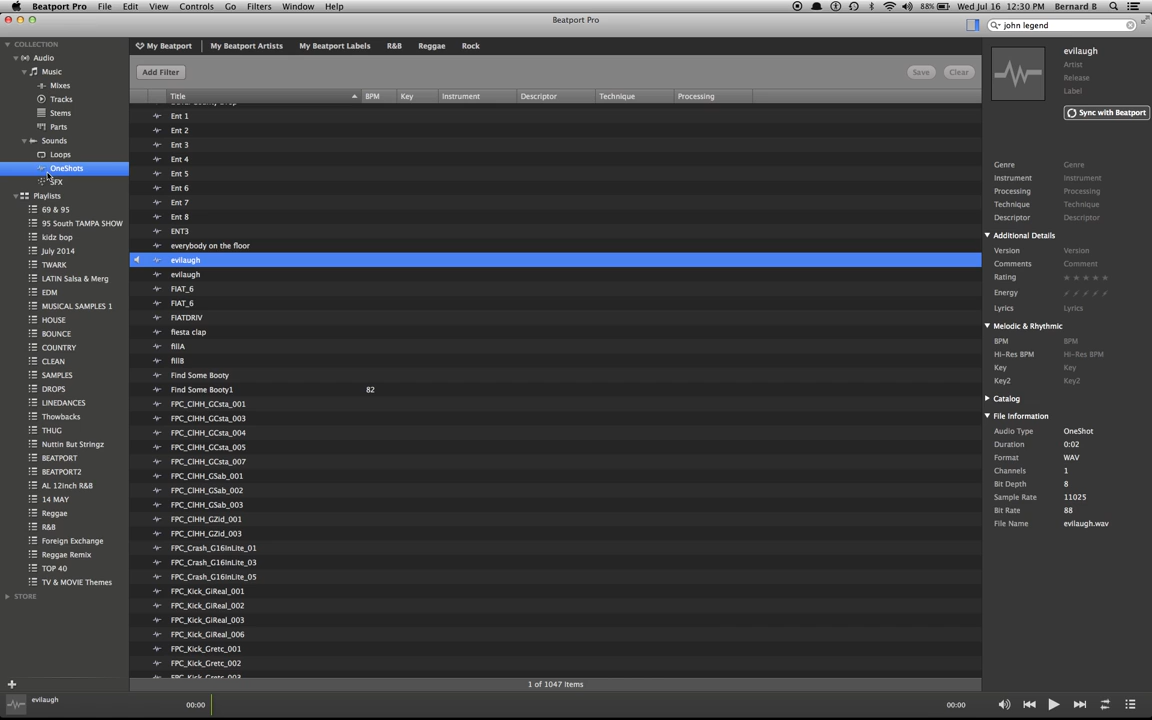 Beatport Pro File Edit View Controls Go Filters Window Help 88% Wed Jul 16 12:30 PM Bernard B
Beatport Pro
john legend
COLLECTION
Audio
Music
Mixes
Tracks
Stems
Parts
Sounds
Loops
OneShots
SFX
Playlists
69 & 95
95 South TAMPA SHOW
kidz bop
July 2014
TWARK
LATIN Salsa & Merg
EDM
MUSICAL SAMPLES 1
HOUSE
BOUNCE
COUNTRY
CLEAN
SAMPLES
DROPS
LINEDANCES
Thowbacks
THUG
Nuttin But Stringz
BEATPORT
BEATPORT2
AL 12inch R&B
14 MAY
Reggae
R&B
Foreign Exchange
Reggae Remix
TOP 40
TV & MOVIE Themes
STORE
My Beatport My Beatport Artists My Beatport Labels R&B Reggae Rock
Add Filter Save Clear
Title BPM Key Instrument Descriptor Technique Processing
Ent 1
Ent 2
Ent 3
Ent 4
Ent 5
Ent 6
Ent 7
Ent 8
ENT3
everybody on the floor
evilaugh
evilaugh
FIAT_6
FIAT_6
FIATDRIV
fiesta clap
fillA
fillB
Find Some Booty
Find Some Booty1 82
FPC_ClHH_GCsta_001
FPC_ClHH_GCsta_003
FPC_ClHH_GCsta_004
FPC_ClHH_GCsta_005
FPC_ClHH_GCsta_007
FPC_ClHH_GSab_001
FPC_ClHH_GSab_002
FPC_ClHH_GSab_003
FPC_ClHH_GZld_001
FPC_ClHH_GZld_003
FPC_Crash_G16InLite_01
FPC_Crash_G16InLite_03
FPC_Crash_G16InLite_05
FPC_Kick_GiReal_001
FPC_Kick_GiReal_002
FPC_Kick_GiReal_003
FPC_Kick_GiReal_006
FPC_Kick_Gretc_001
FPC_Kick_Gretc_002
FPC_Kick_Gretc_003
1 of 1047 Items
evilaugh
Artist
Release
Label
Sync with Beatport
Genre Genre
Instrument Instrument
Processing Processing
Technique Technique
Descriptor Descriptor
Additional Details
Version Version
Comments Comment
Rating
Energy
Lyrics Lyrics
Melodic & Rhythmic
BPM BPM
Hi-Res BPM Hi-Res BPM
Key Key
Key2 Key2
Catalog
File Information
Audio Type OneShot
Duration 0:02
Format WAV
Channels 1
Bit Depth 8
Sample Rate 11025
Bit Rate 88
File Name evilaugh.wav
evilaugh
00:00 00:00